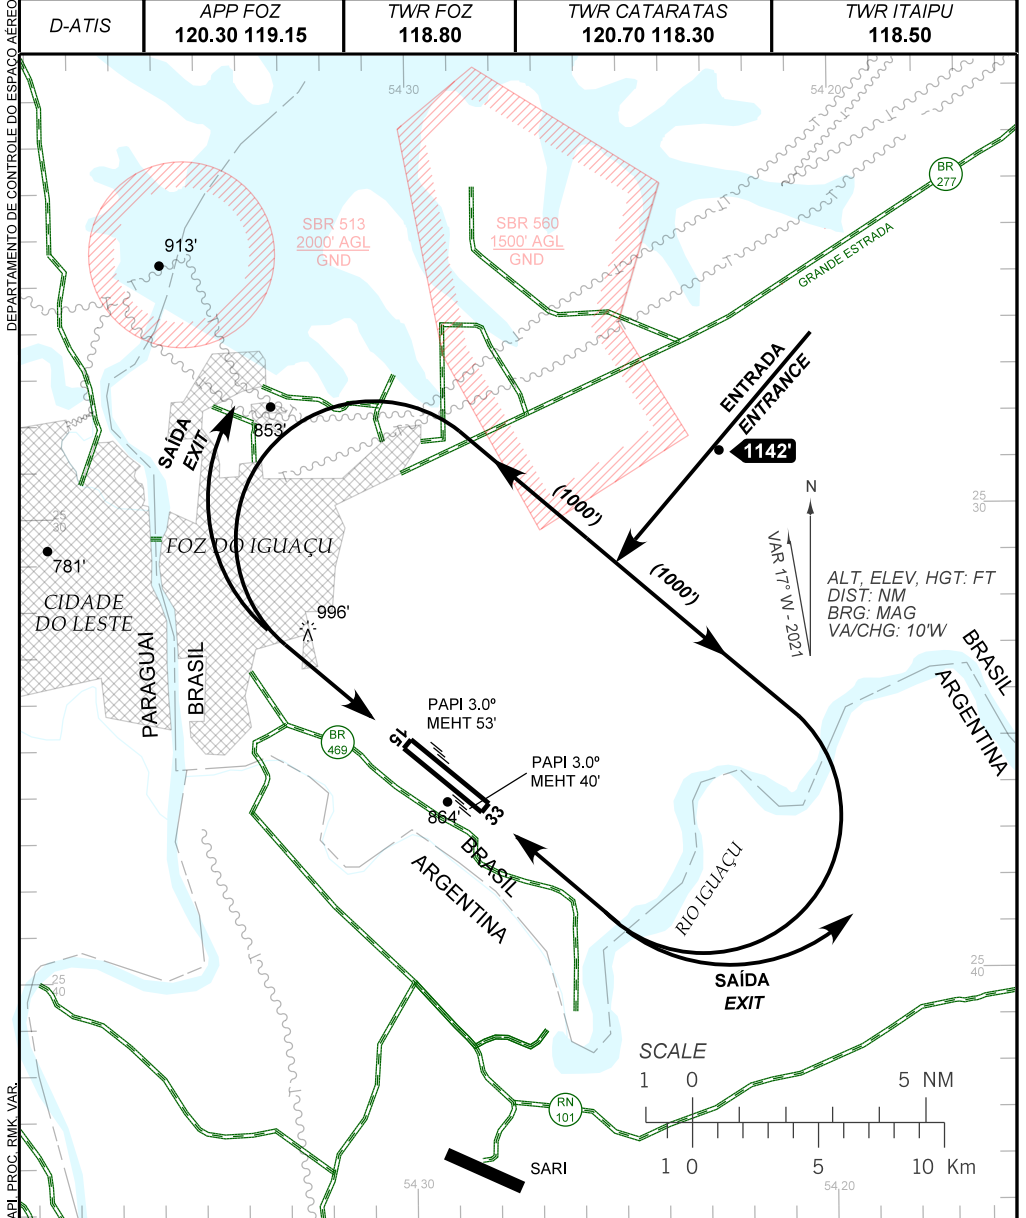 D-ATIS
APP FOZ
120.30 119.15
TWR FOZ
118.80
TWR CATARATAS
120.70 118.30
TWR ITAIPU
118.50
DEPARTAMENTO DE CONTROLE DO ESPAÇO AÉREO
54 30
54 20
BR
277
GRANDE ESTRADA
SBR 513
2000' AGL
GND
SBR 560
1500' AGL
GND
913'
ENTRADA
ENTRANCE
1142'
SAÍDA
EXIT
853'
(1000')
(1000')
N
25
30
25
30
VAR 17° W - 2021
ALT, ELEV, HGT: FT
DIST: NM
BRG: MAG
VA/CHG: 10'W
FOZ DO IGUAÇU
781'
CIDADE
DO LESTE
996'
PARAGUAI
BRASIL
BRASIL
ARGENTINA
PAPI 3.0º
MEHT 53'
BR
469
15
PAPI 3.0º
MEHT 40'
33
864'
BRASIL
ARGENTINA
RIO IGUAÇU
SAÍDA
EXIT
25
40
25
40
SCALE
1 0 5 NM
1 0 5 10 Km
RN
101
SARI
54 30
54 20
API, PROC, RMK, VAR.